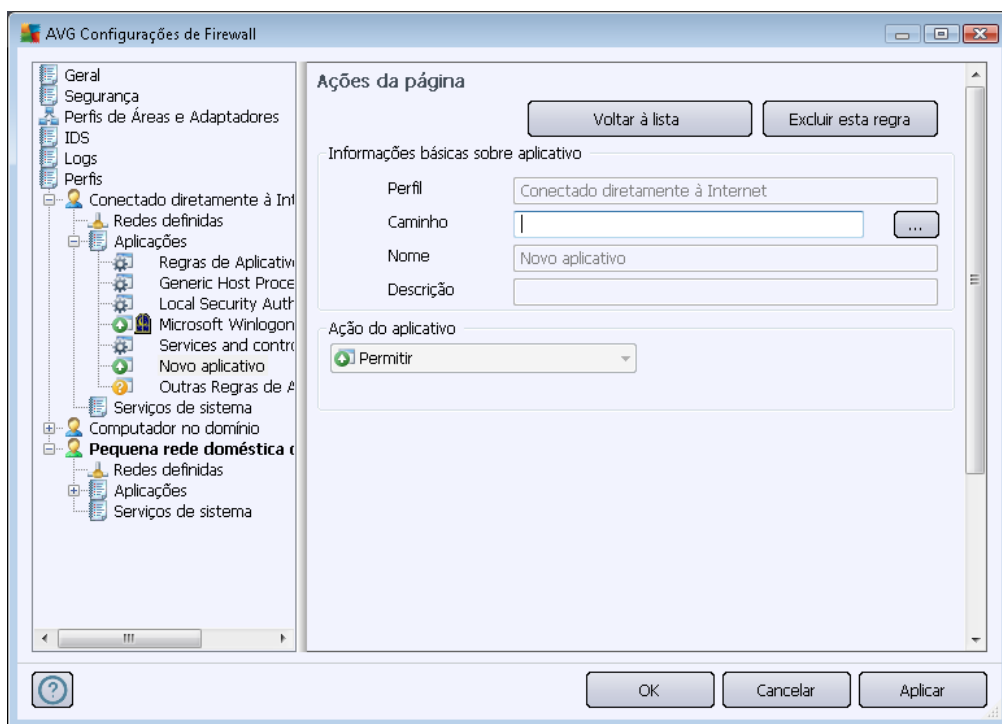 AVG Configurações de Firewall
Geral
Segurança
Perfis de Áreas e Adaptadores
IDS
Logs
Perfis
Conectado diretamente à Int
Redes definidas
Aplicações
Regras de Aplicativ
Generic Host Proce
Local Security Auth
Microsoft Winlogon
Services and contro
Novo aplicativo
Outras Regras de A
Serviços de sistema
Computador no domínio
Pequena rede doméstica o
Redes definidas
Aplicações
Serviços de sistema
Ações da página
Voltar à lista
Excluir esta regra
Informações básicas sobre aplicativo
Perfil
Conectado diretamente à Internet
Caminho
...
Nome
Novo aplicativo
Descrição
Ação do aplicativo
Permitir
OK
Cancelar
Aplicar